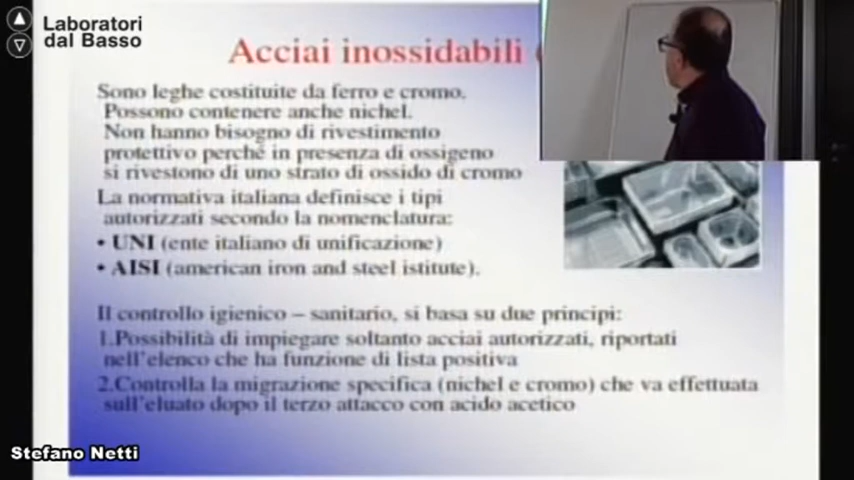 Laboratori
dal Basso
Acciai inossidabili
Sono leghe costituite da ferro e cromo.
Possono contenere anche nichel.
Non hanno bisogno di rivestimento
protettivo perché in presenza di ossigeno
si rivestono di uno strato di ossido di cromo
La normativa italiana definisce i tipi
autorizzati secondo la nomenclatura:
• UNI (ente italiano di unificazione)
• AISI (american iron and steel istitute).
Il controllo igienico – sanitario, si basa su due principi:
1.Possibilità di impiegare soltanto acciai autorizzati, riportati
nell'elenco che ha funzione di lista positiva
2.Controlla la migrazione specifica (nichel e cromo) che va effettuata
sull'eluato dopo il terzo attacco con acido acetico
Stefano Netti